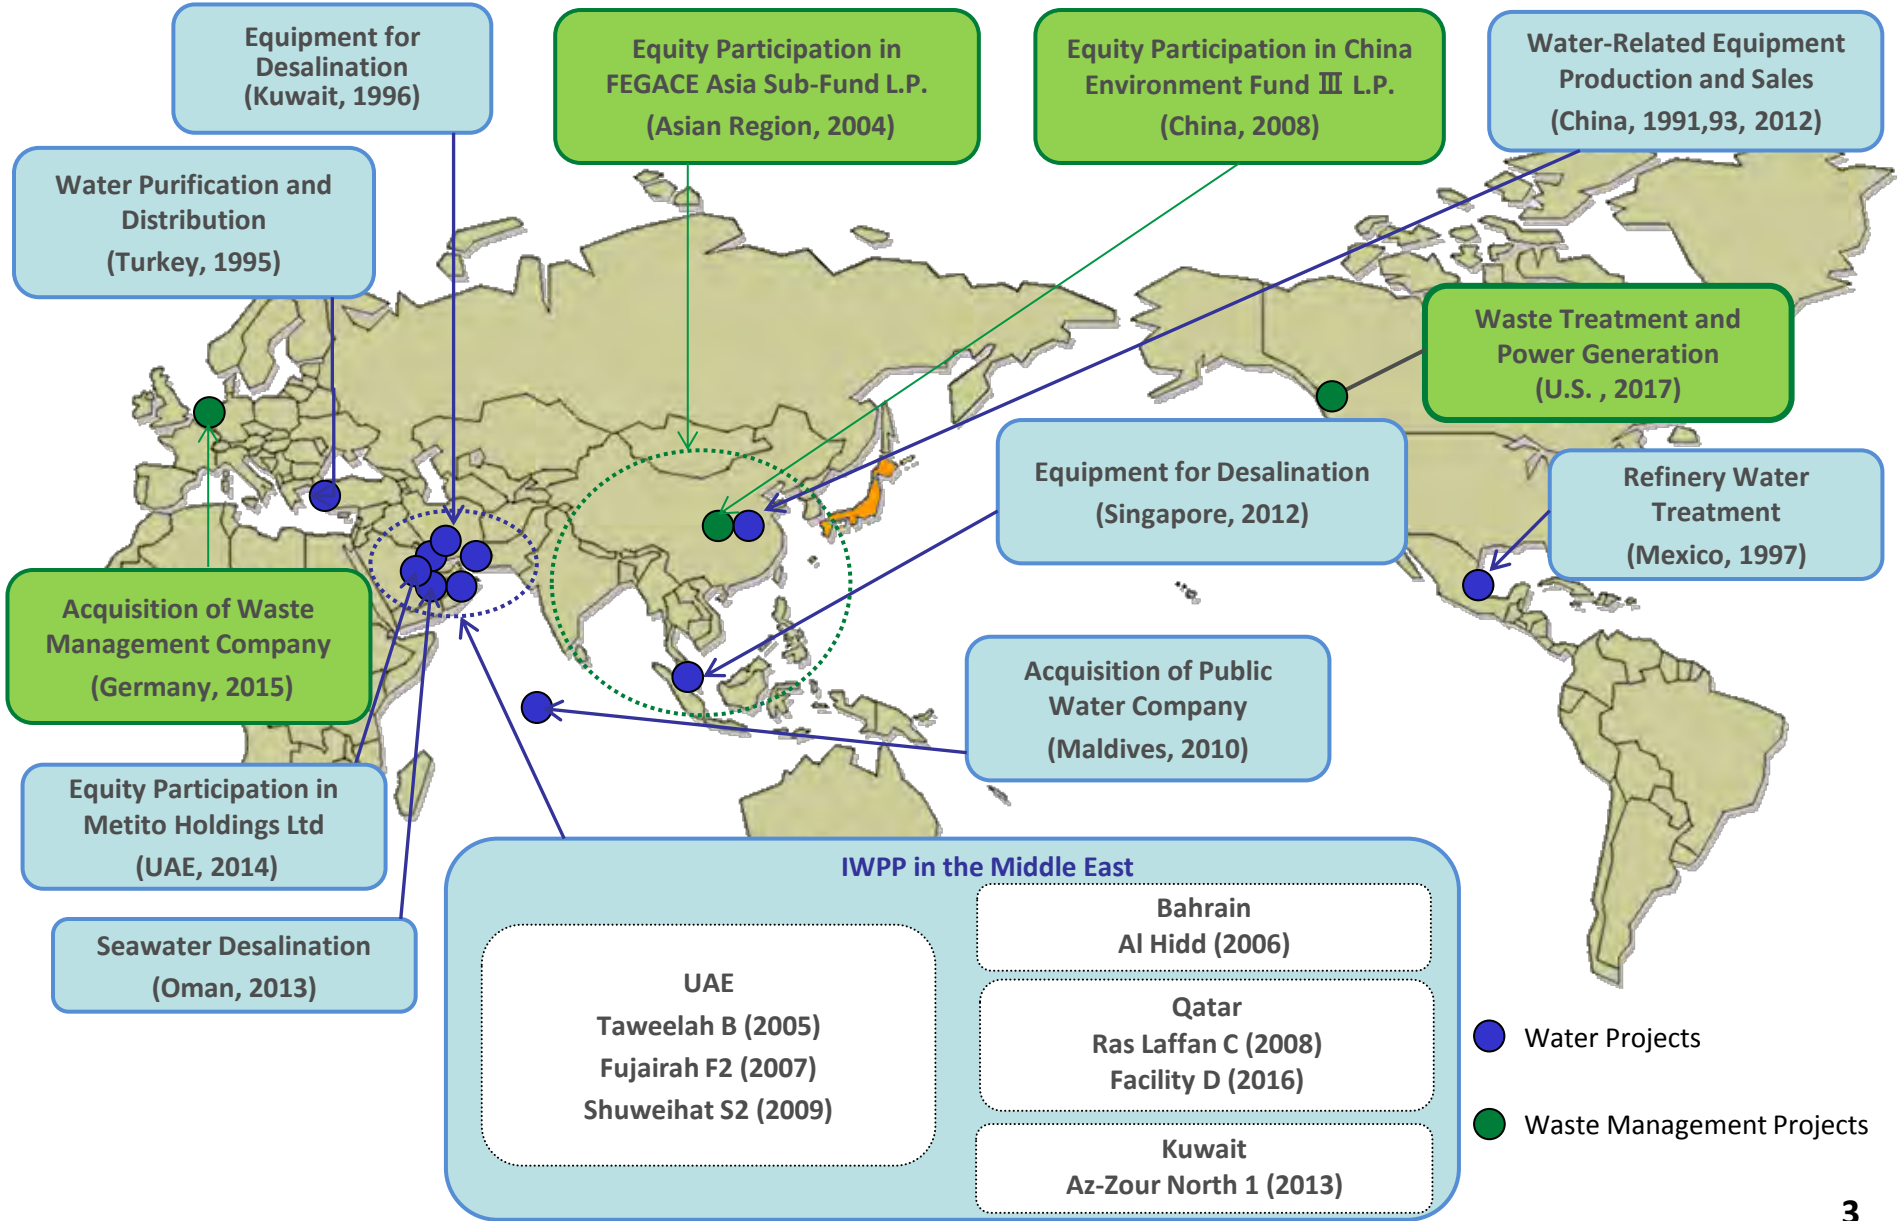 Equipment for
Desalination
(Kuwait, 1996)
Equity Participation in
FEGACE Asia Sub-Fund L.P.
(Asian Region, 2004)
Equity Participation in China
Environment Fund Ⅲ L.P.
(China, 2008)
Water-Related Equipment
Production and Sales
(China, 1991,93, 2012)
Water Purification and
Distribution
(Turkey, 1995)
Waste Treatment and
Power Generation
(U.S. , 2017)
Equipment for Desalination
(Singapore, 2012)
Refinery Water
Treatment
(Mexico, 1997)
Acquisition of Waste
Management Company
(Germany, 2015)
Acquisition of Public
Water Company
(Maldives, 2010)
Equity Participation in
Metito Holdings Ltd
(UAE, 2014)
Seawater Desalination
(Oman, 2013)
IWPP in the Middle East
UAE
Taweelah B (2005)
Fujairah F2 (2007)
Shuweihat S2 (2009)
Bahrain
Al Hidd (2006)
Qatar
Ras Laffan C (2008)
Facility D (2016)
Kuwait
Az-Zour North 1 (2013)
Water Projects
Waste Management Projects
3